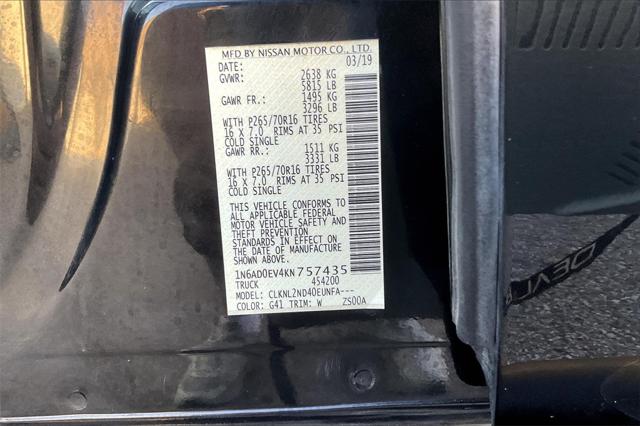 MFD BY NISSAN MOTOR CO., LTD.
DATE: 03/19
GVWR: 2638 KG
5815 LB
GAWR FR.: 1495 KG
3296 LB
WITH P265/70R16 TIRES
16 X 7.0 RIMS AT 35 PSI
COLD SINGLE
GAWR RR.: 1511 KG
3331 LB
WITH P265/70R16 TIRES
16 X 7.0 RIMS AT 35 PSI
COLD SINGLE
THIS VEHICLE CONFORMS TO
ALL APPLICABLE FEDERAL
MOTOR VEHICLE SAFETY AND
THEFT PREVENTION
STANDARDS IN EFFECT ON
THE DATE OF MANUFACTURE
SHOWN ABOVE.
1N6AD0EV4KN757435
TRUCK 454200
MODEL: CLKNL2ND40EUNFA---
COLOR: G41 TRIM: W ZS00A